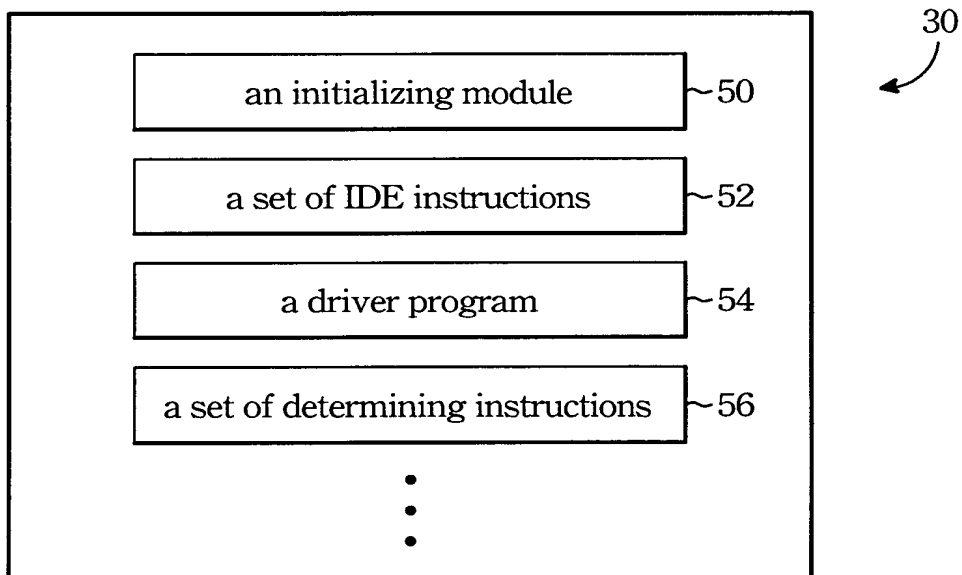 30
an initializing module 50
a set of IDE instructions 52
a driver program 54
a set of determining instructions 56